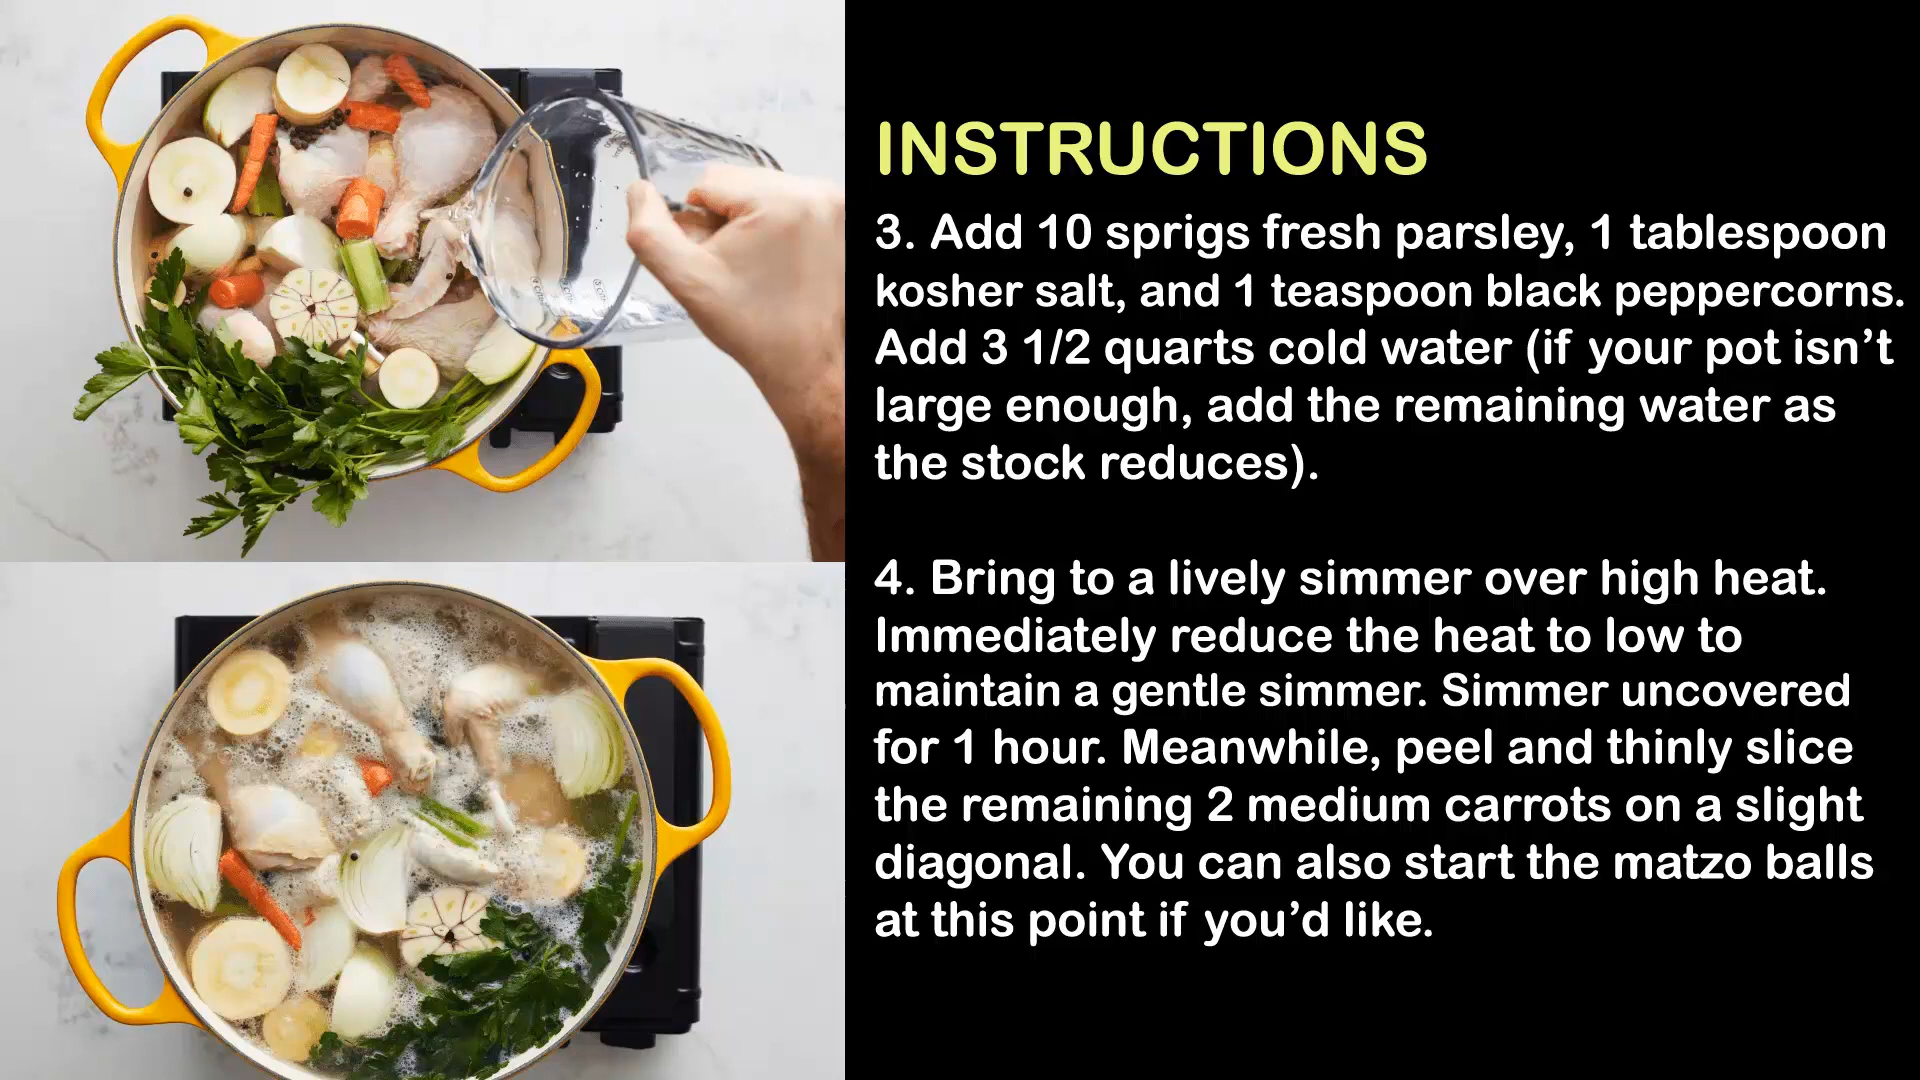 INSTRUCTIONS
3. Add 10 sprigs fresh parsley, 1 tablespoon
kosher salt, and 1 teaspoon black peppercorns.
Add 3 1/2 quarts cold water (if your pot isn’t
large enough, add the remaining water as
the stock reduces).
4. Bring to a lively simmer over high heat.
Immediately reduce the heat to low to
maintain a gentle simmer. Simmer uncovered
for 1 hour. Meanwhile, peel and thinly slice
the remaining 2 medium carrots on a slight
diagonal. You can also start the matzo balls
at this point if you’d like.